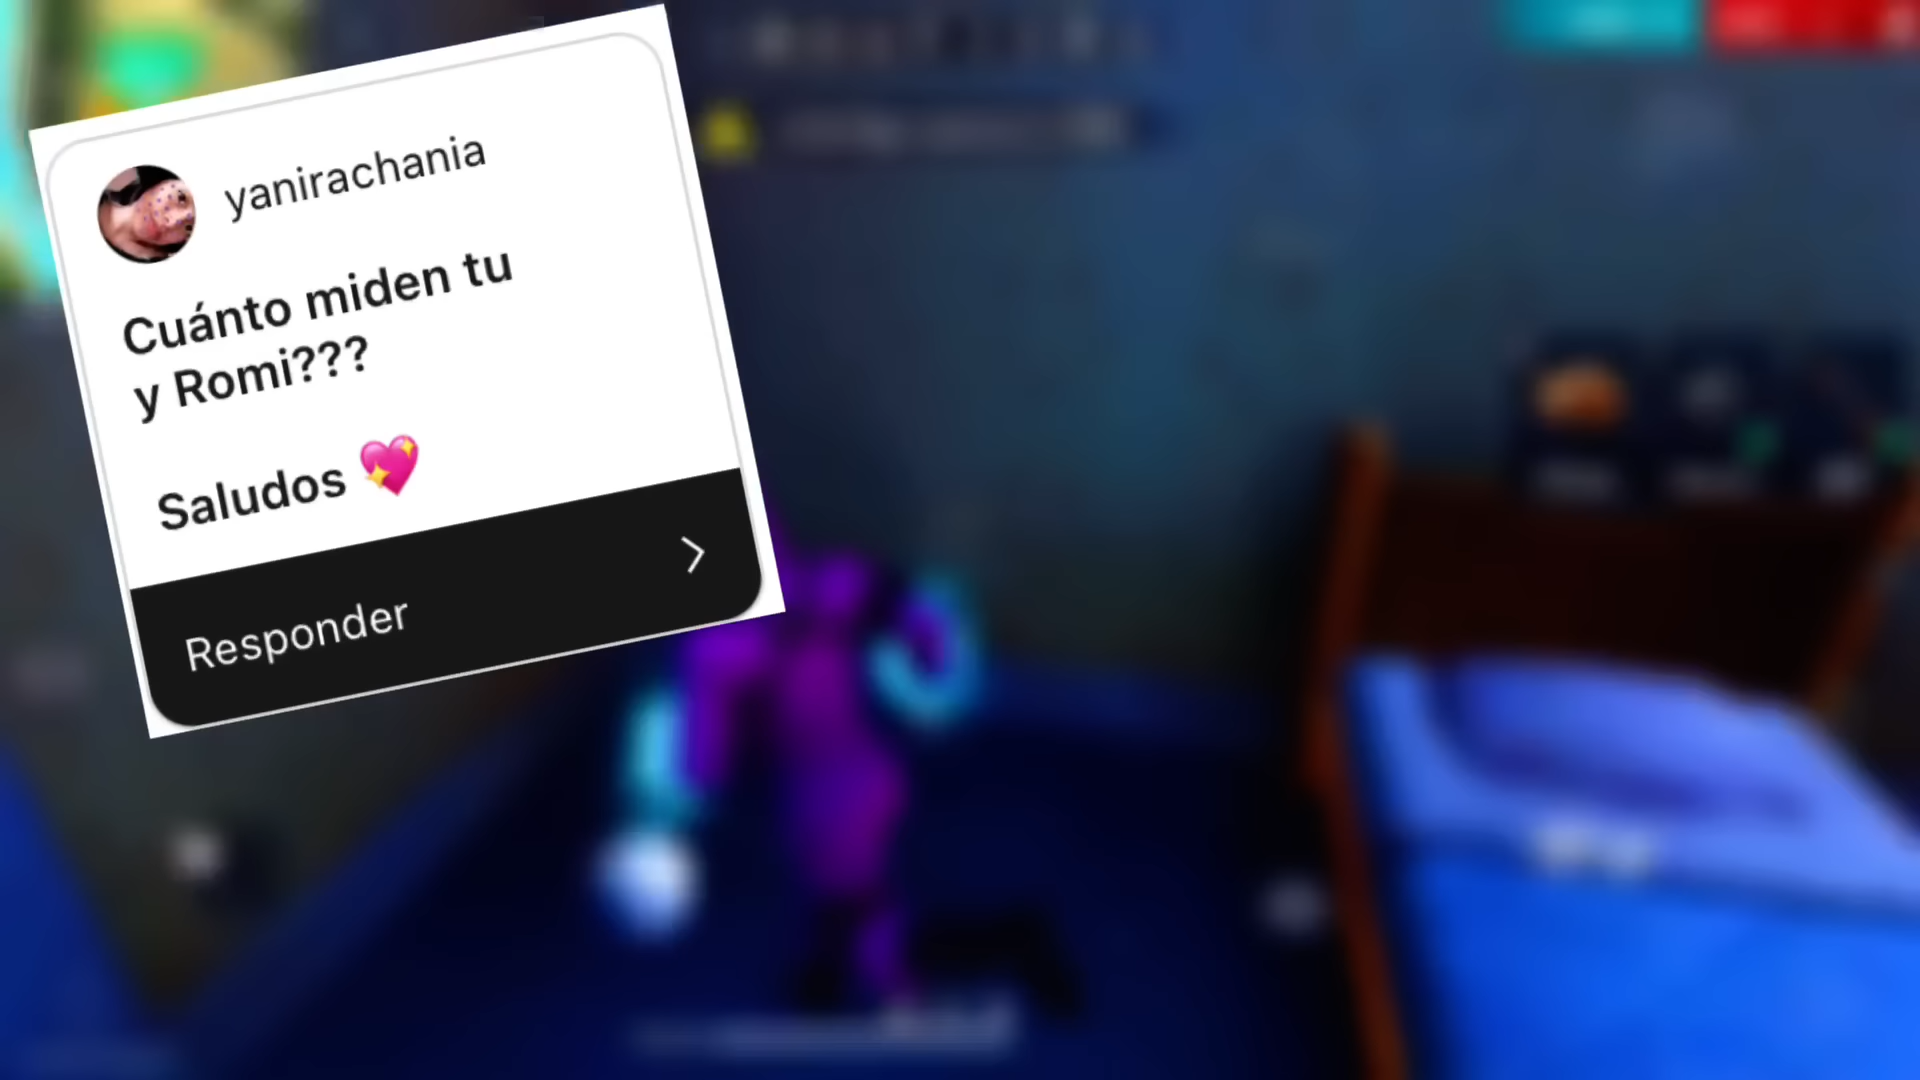 yanirachania
Cuánto miden tu
y Romi???
Saludos 💖
Responder